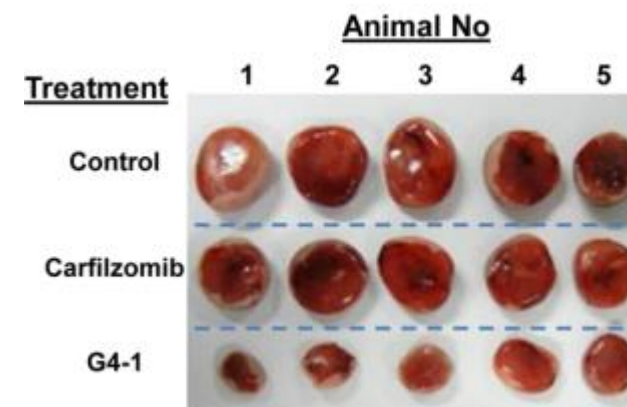 Animal No
Treatment 1 2 3 4 5
Control
Carfilzomib
G4-1